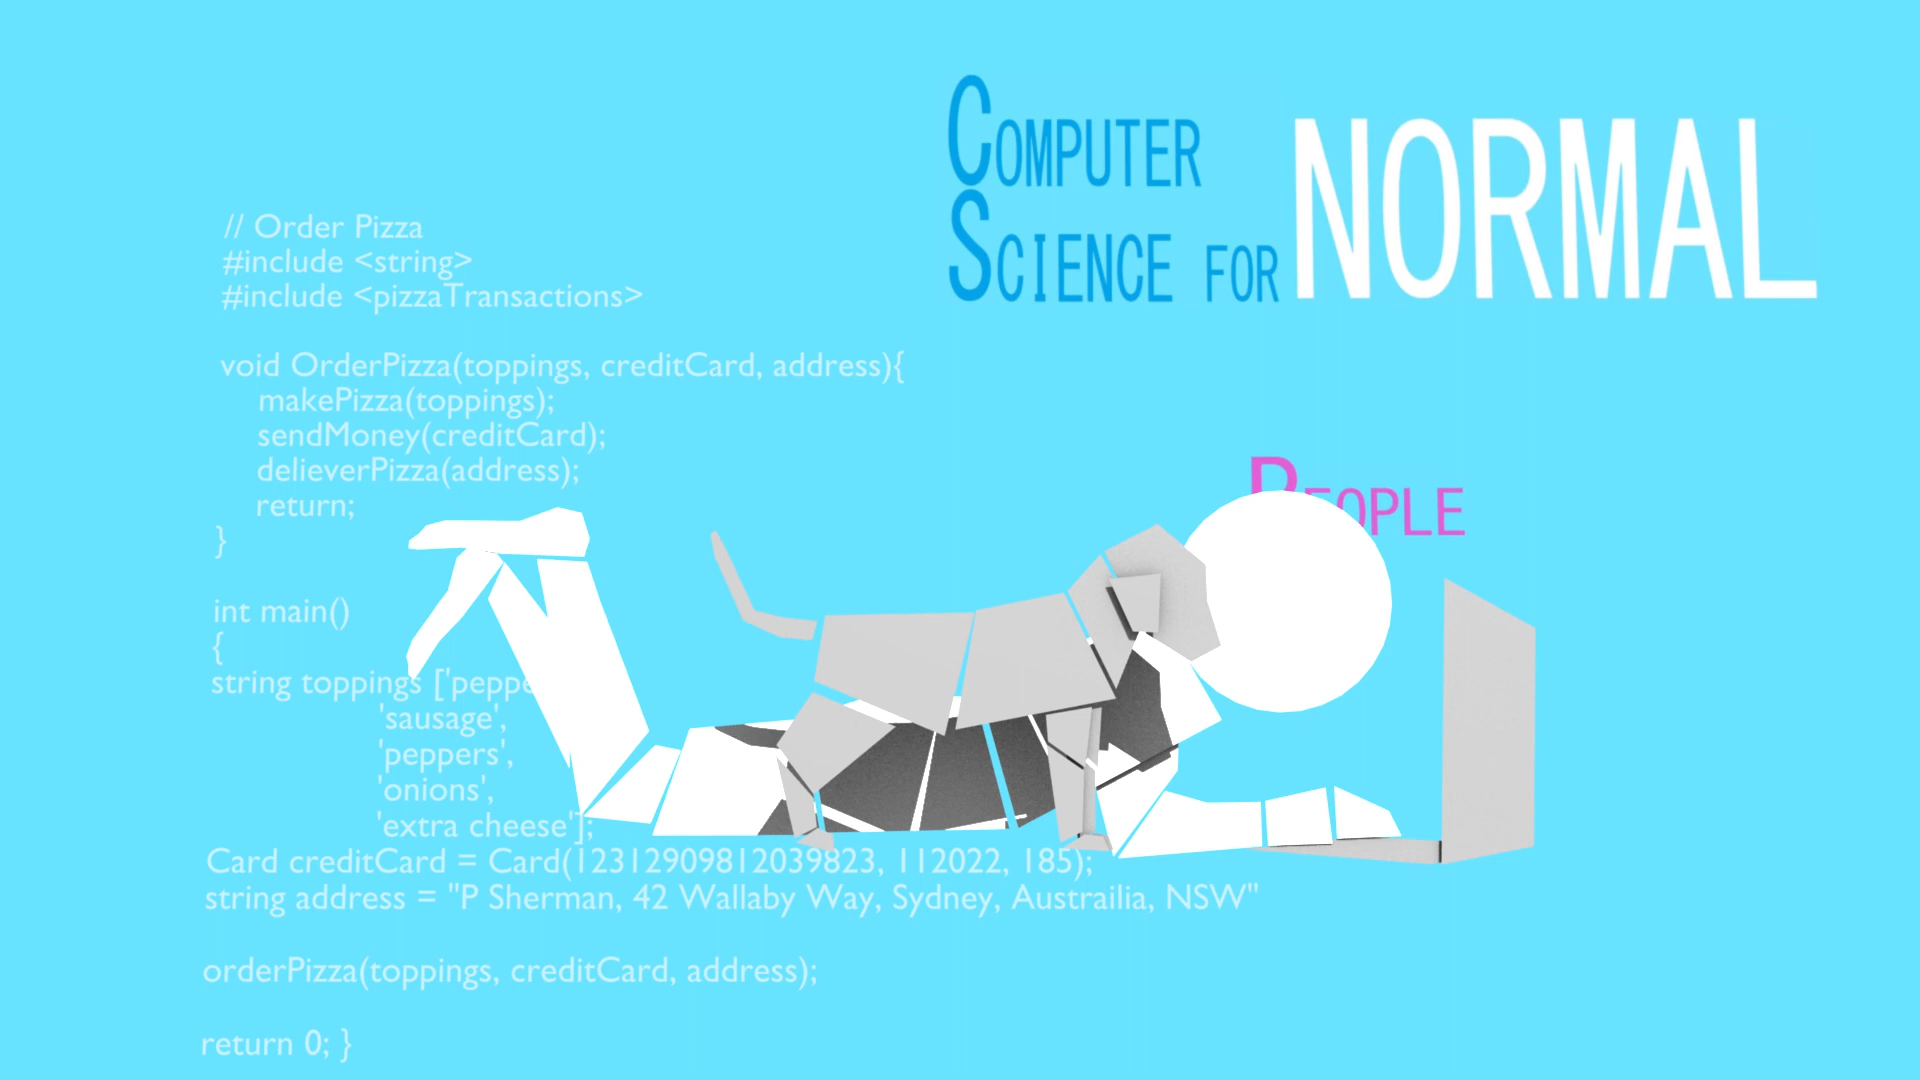 COMPUTER
SCIENCE FOR NORMAL
PEOPLE
// Order Pizza
#include <string>
#include <pizzaTransactions>
void OrderPizza(toppings, creditCard, address){
makePizza(toppings);
sendMoney(creditCard);
delieverPizza(address);
return;
}
int main()
{
string toppings ['peppe
'sausage',
'peppers',
'onions',
'extra cheese'];
Card creditCard = Card(12312909812039823, 112022, 185);
string address = "P Sherman, 42 Wallaby Way, Sydney, Austrailia, NSW"
orderPizza(toppings, creditCard, address);
return 0; }